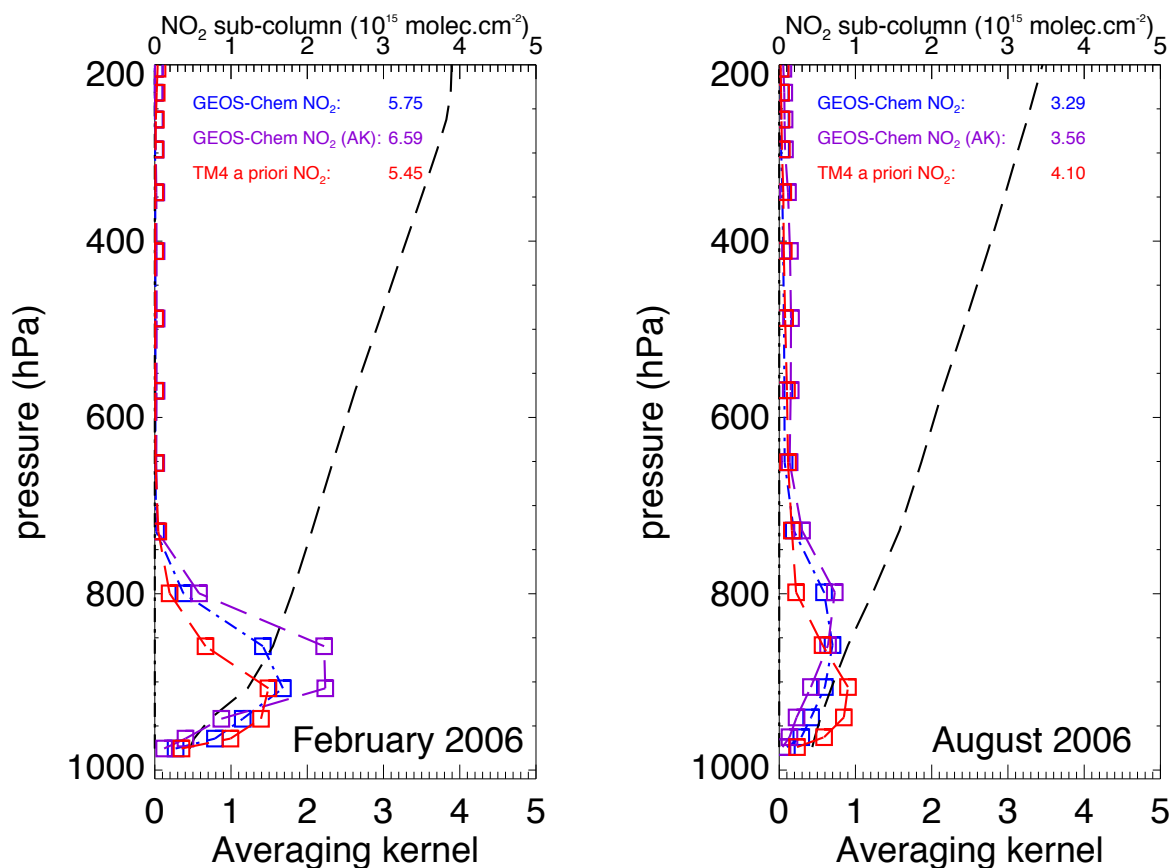 NO₂ sub-column (10¹⁵ molec.cm⁻²)
0 1 2 3 4 5
200
400
600
800
1000
pressure (hPa)
GEOS-Chem NO₂: 5.75
GEOS-Chem NO₂ (AK): 6.59
TM4 a priori NO₂: 5.45
February 2006
0 1 2 3 4 5
Averaging kernel
NO₂ sub-column (10¹⁵ molec.cm⁻²)
0 1 2 3 4 5
200
400
600
800
1000
pressure (hPa)
GEOS-Chem NO₂: 3.29
GEOS-Chem NO₂ (AK): 3.56
TM4 a priori NO₂: 4.10
August 2006
0 1 2 3 4 5
Averaging kernel